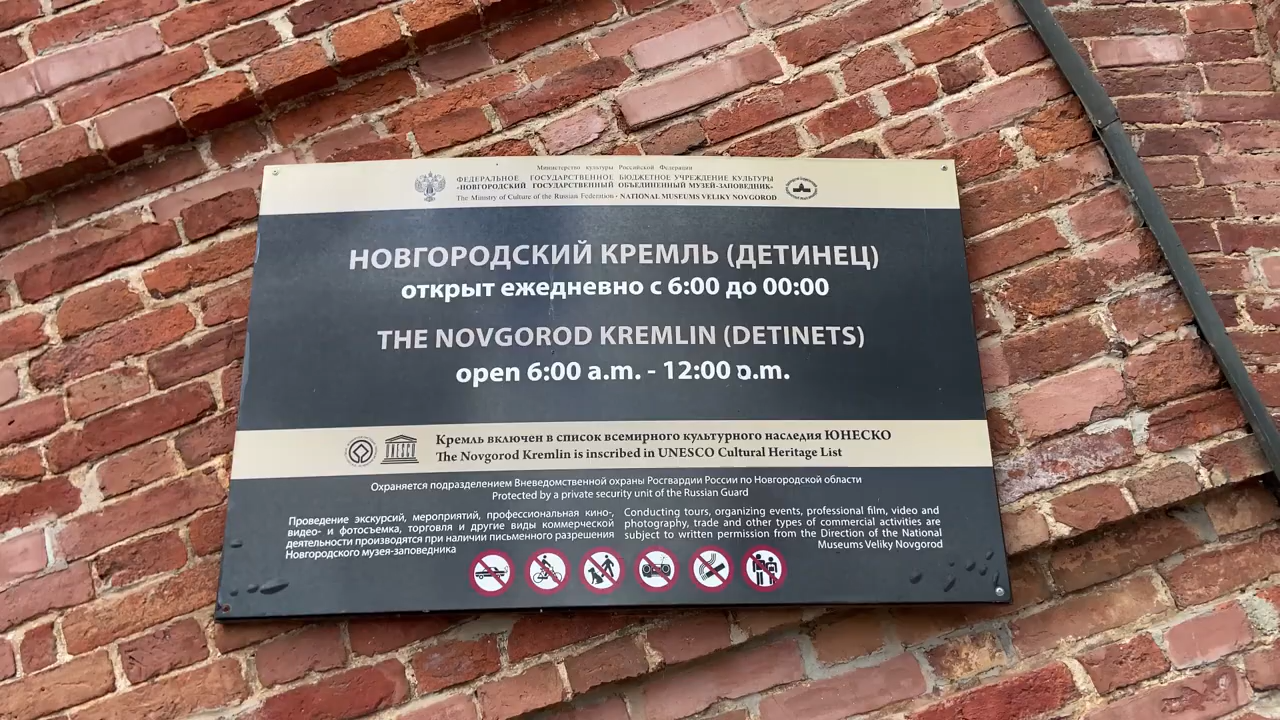 Министерство культуры Российской Федерации
ФЕДЕРАЛЬНОЕ ГОСУДАРСТВЕННОЕ БЮДЖЕТНОЕ УЧРЕЖДЕНИЕ КУЛЬТУРЫ
«НОВГОРОДСКИЙ ГОСУДАРСТВЕННЫЙ ОБЪЕДИНЕННЫЙ МУЗЕЙ-ЗАПОВЕДНИК»
The Ministry of Culture of the Russian Federation · NATIONAL MUSEUMS VELIKY NOVGOROD
НОВГОРОДСКИЙ КРЕМЛЬ (ДЕТИНЕЦ)
открыт ежедневно с 6:00 до 00:00
THE NOVGOROD KREMLIN (DETINETS)
open 6:00 a.m. - 12:00 p.m.
UNESCO
Кремль включен в список всемирного культурного наследия ЮНЕСКО
The Novgorod Kremlin is inscribed in UNESCO Cultural Heritage List
Охраняется подразделением Вневедомственной охраны Росгвардии России по Новгородской области
Protected by a private security unit of the Russian Guard
Проведение экскурсий, мероприятий, профессиональная кино-,
видео- и фотосъемка, торговля и другие виды коммерческой
деятельности производятся при наличии письменного разрешения
Новгородского музея-заповедника
Conducting tours, organizing events, professional film, video and
photography, trade and other types of commercial activities are
subject to written permission from the Direction of the National
Museums Veliky Novgorod